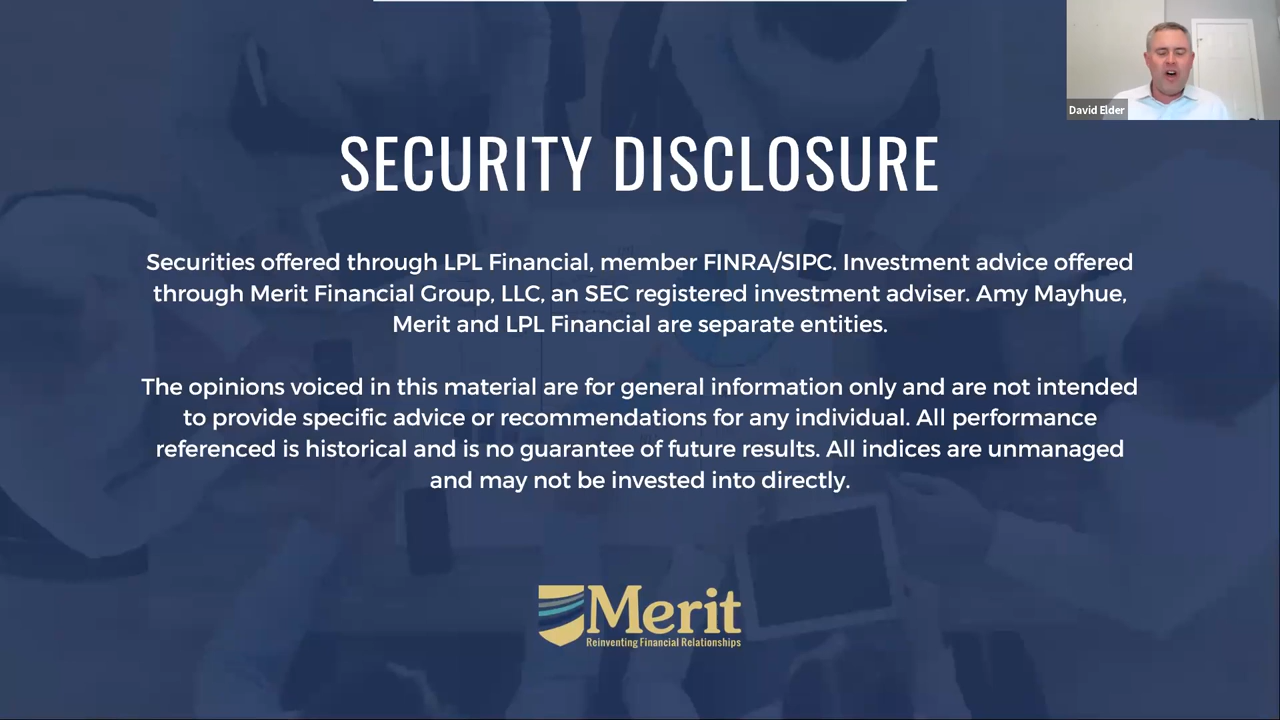 David Elder
SECURITY DISCLOSURE
Securities offered through LPL Financial, member FINRA/SIPC. Investment advice offered
through Merit Financial Group, LLC, an SEC registered investment adviser. Amy Mayhue,
Merit and LPL Financial are separate entities.
The opinions voiced in this material are for general information only and are not intended
to provide specific advice or recommendations for any individual. All performance
referenced is historical and is no guarantee of future results. All indices are unmanaged
and may not be invested into directly.
Merit
Reinventing Financial Relationships